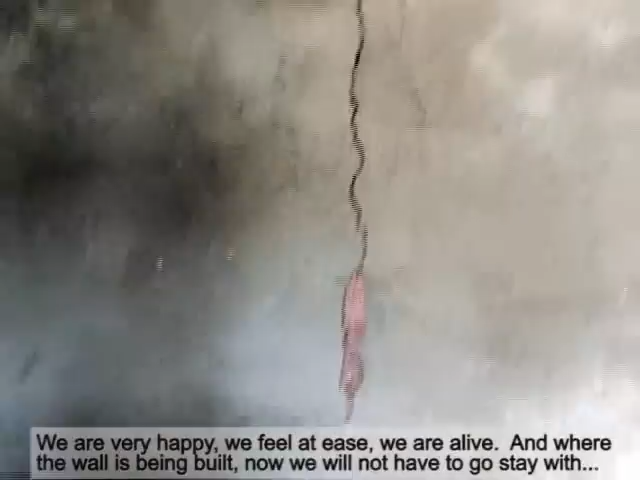 We are very happy, we feel at ease, we are alive.  And where
the wall is being built, now we will not have to go stay with...